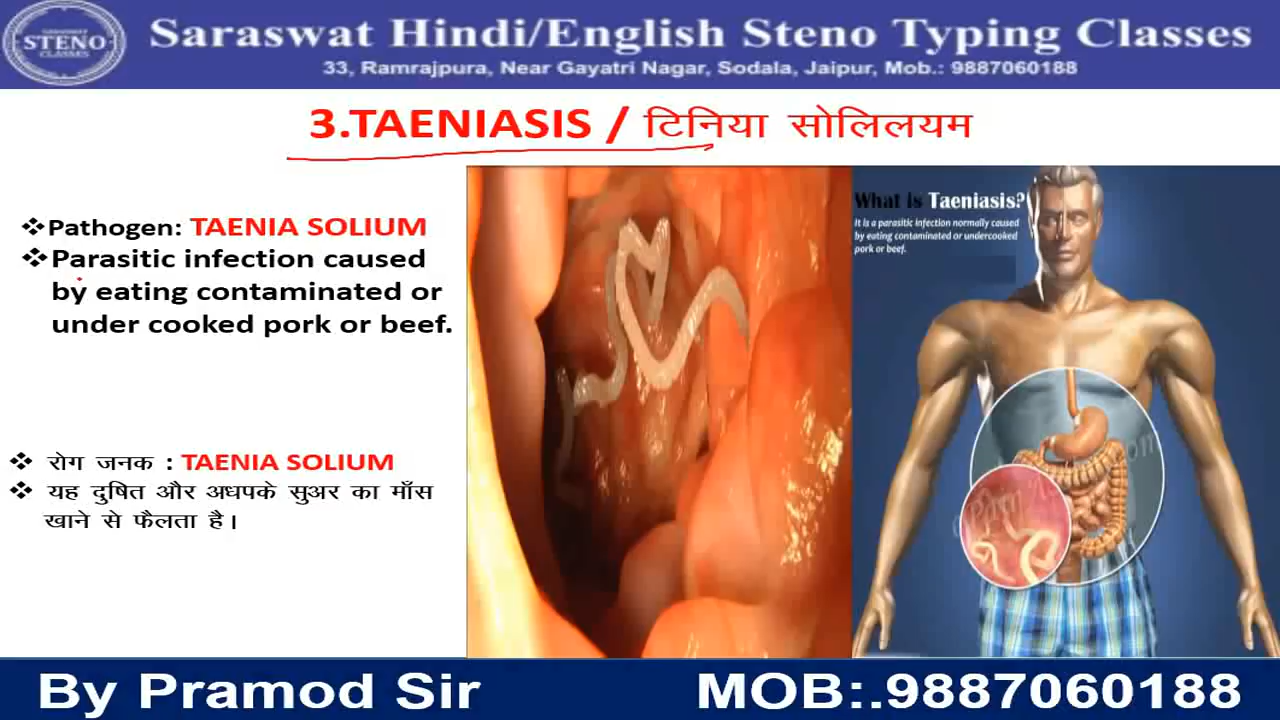 STENO
CLASSES
Saraswat Hindi/English Steno Typing Classes
33, Ramrajpura, Near Gayatri Nagar, Sodala, Jaipur, Mob.: 9887060188
3.TAENIASIS / टिनिया सोलिलयम
❖Pathogen: TAENIA SOLIUM
❖Parasitic infection caused
by eating contaminated or
under cooked pork or beef.
❖ रोग जनक : TAENIA SOLIUM
❖ यह दुषित और अधपके सुअर का माँस
खाने से फैलता है।
What is Taeniasis?
It is a parasitic infection normally caused
by eating contaminated or undercooked
pork or beef.
By Pramod Sir
MOB:.9887060188